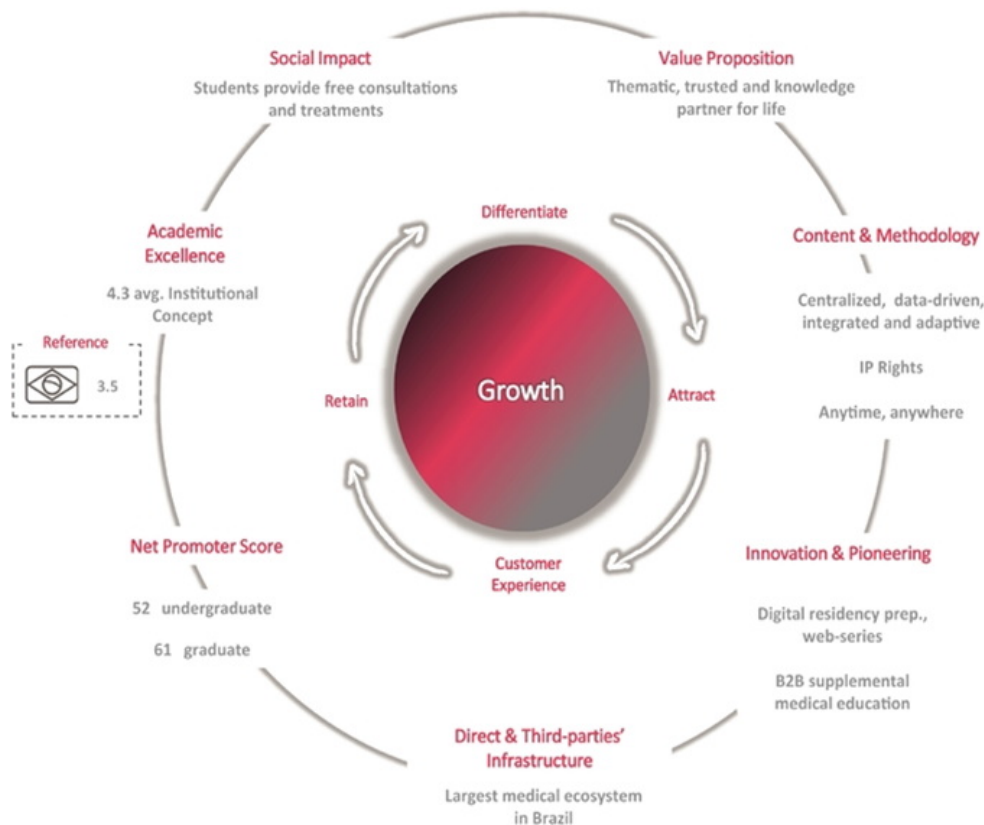 Social Impact
Students provide free consultations
and treatments
Value Proposition
Thematic, trusted and knowledge
partner for life
Differentiate
Academic
Excellence
4.3 avg. Institutional
Concept
Reference
3.5
Content & Methodology
Centralized, data-driven,
integrated and adaptive
IP Rights
Anytime, anywhere
Growth
Retain
Attract
Customer
Experience
Net Promoter Score
52 undergraduate
61 graduate
Innovation & Pioneering
Digital residency prep.,
web-series
B2B supplemental
medical education
Direct & Third-parties'
Infrastructure
Largest medical ecosystem
in Brazil